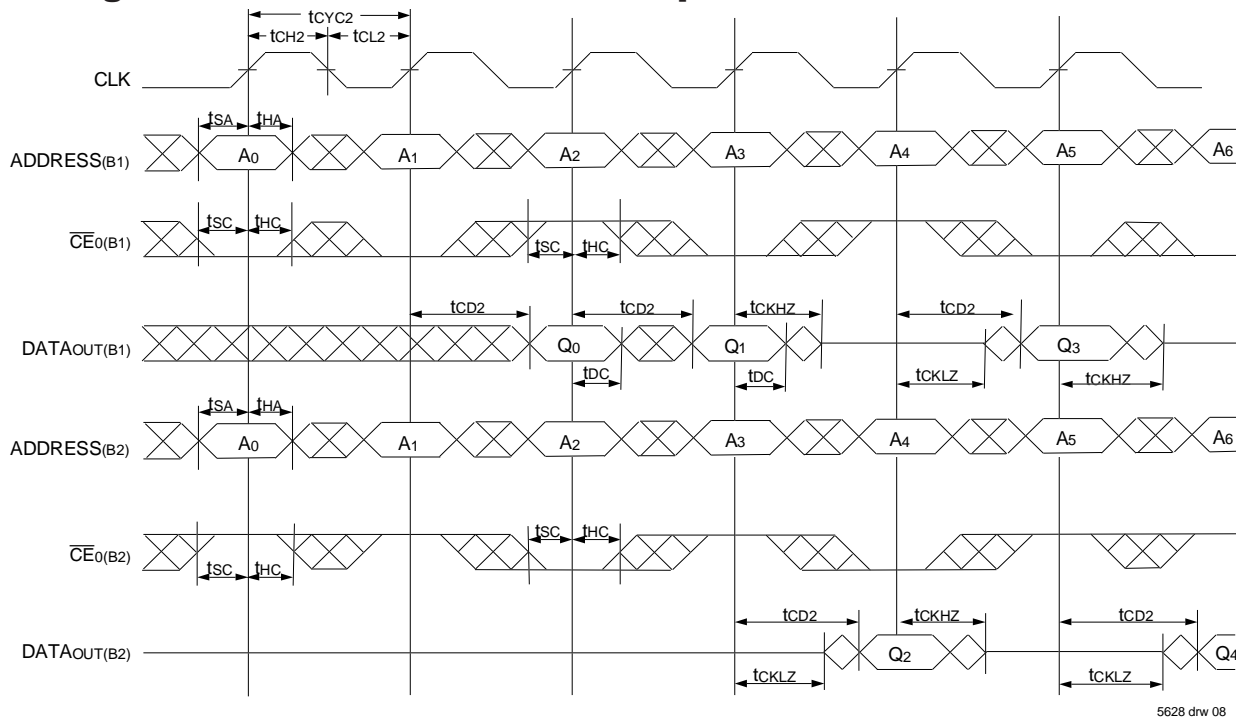 tCYC2
tCH2 tCL2
CLK
tSA tHA
ADDRESS(B1) A0 A1 A2 A3 A4 A5 A6
tSC tHC tSC tHC
CE0(B1)
tCD2 tCD2 tCKHZ tCD2
DATAOUT(B1) Q0 Q1 Q3
tDC tDC tCKLZ tCKHZ
tSA tHA
ADDRESS(B2) A0 A1 A2 A3 A4 A5 A6
tSC tHC
CE0(B2)
tSC tHC
tCD2 tCKHZ tCD2
DATAOUT(B2) Q2 Q4
tCKLZ tCKLZ
5628 drw 08